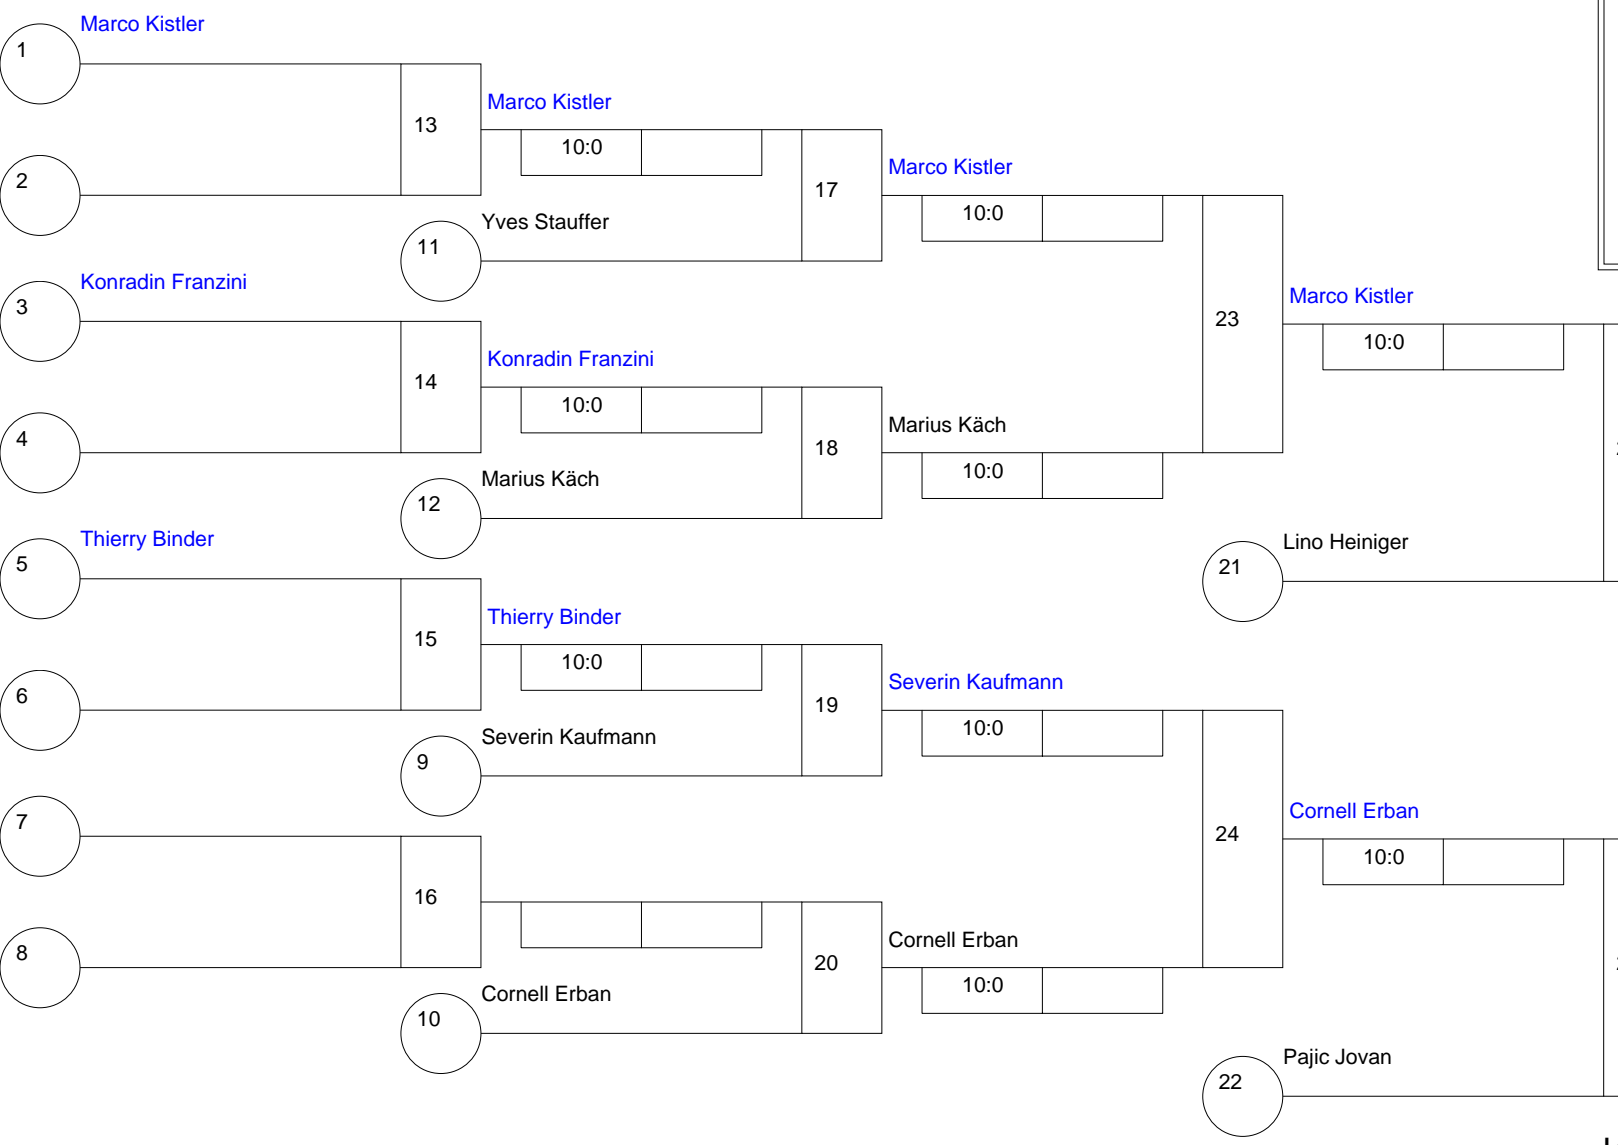 Marco Kistler
1
Marco Kistler
13
10:0
Marco Kistler
2
17
10:0
Yves Stauffer
11
Konradin Franzini
Marco Kistler
3
23
10:0
Konradin Franzini
14
10:0
Marius Käch
4
18
10:0
Marius Käch
12
Thierry Binder
Lino Heiniger
5
21
Thierry Binder
15
10:0
Severin Kaufmann
6
19
10:0
Severin Kaufmann
9
Cornell Erban
7
24
10:0
16
Cornell Erban
8
20
10:0
Cornell Erban
10
Pajic Jovan
22